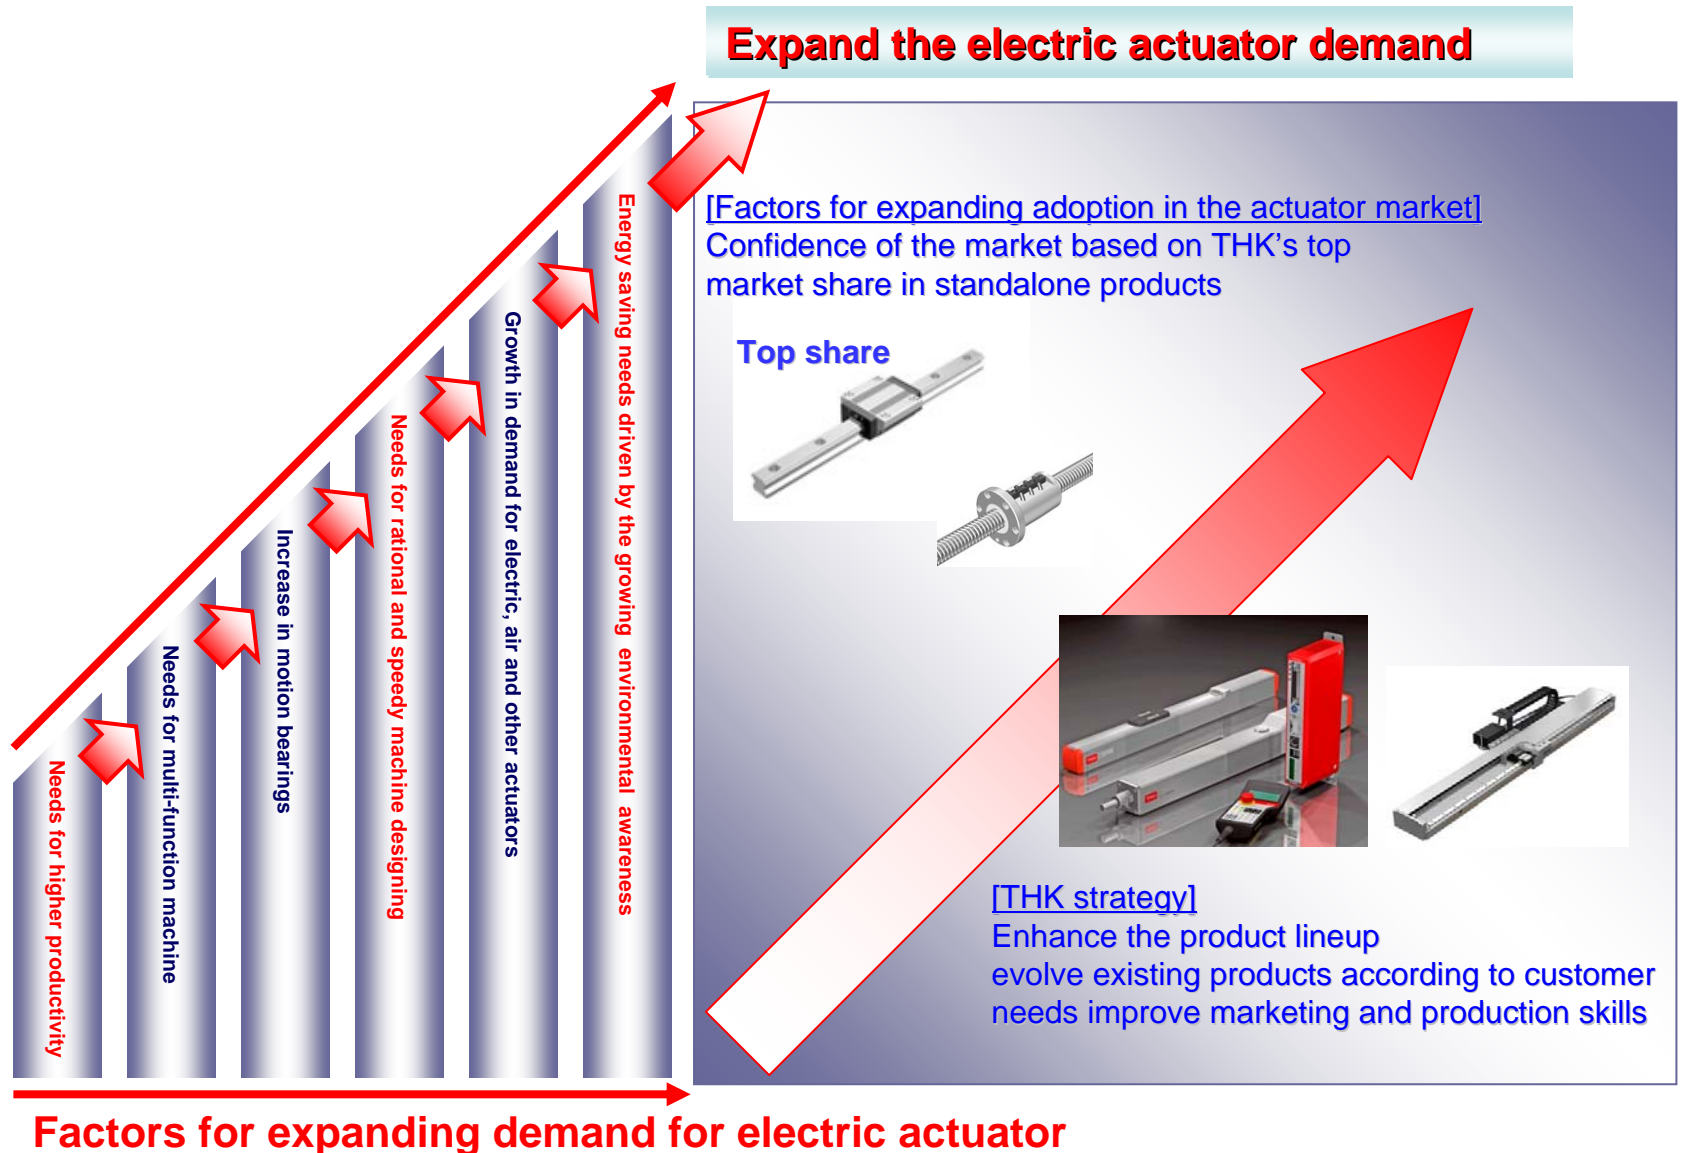 Expand the electric actuator demand
[Factors for expanding adoption in the actuator market]
Confidence of the market based on THK's top
market share in standalone products
Top share
Needs for higher productivity
Needs for multi-function machine
Increase in motion bearings
Needs for rational and speedy machine designing
Growth in demand for electric, air and other actuators
Energy saving needs driven by the growing environmental awareness
[THK strategy]
Enhance the product lineup
evolve existing products according to customer
needs improve marketing and production skills
Factors for expanding demand for electric actuator